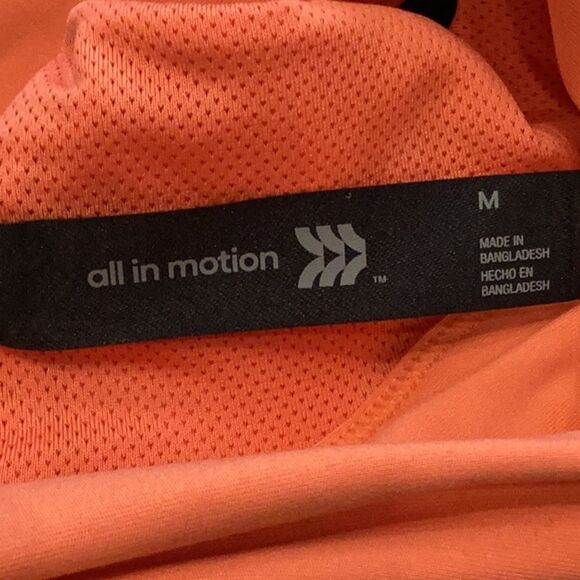 all in motion
TM
M
MADE IN
BANGLADESH
HECHO EN
BANGLADESH